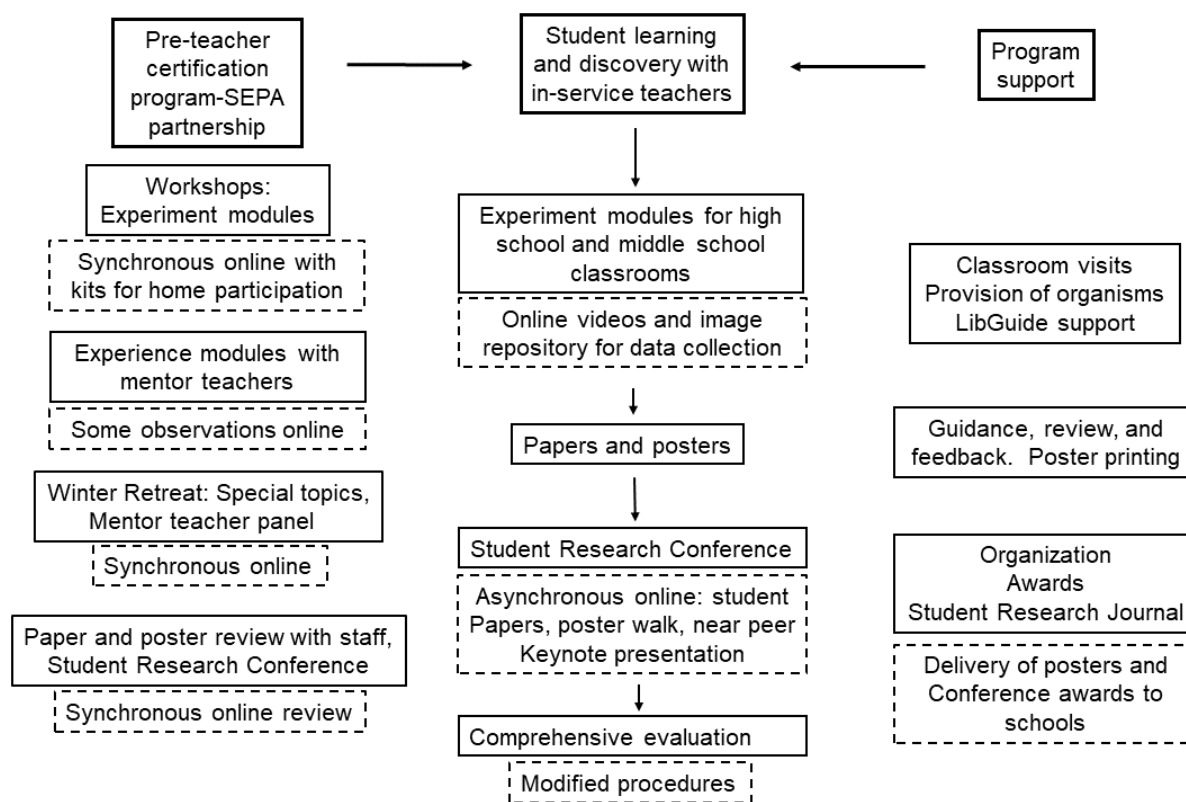 Pre-teacher
certification
program-SEPA
partnership
Workshops:
Experiment modules
Synchronous online with
kits for home participation
Experience modules with
mentor teachers
Some observations online
Winter Retreat: Special topics,
Mentor teacher panel
Synchronous online
Paper and poster review with staff,
Student Research Conference
Synchronous online review
Student learning
and discovery with
in-service teachers
Experiment modules for high
school and middle school
classrooms
Online videos and image
repository for data collection
Papers and posters
Student Research Conference
Asynchronous online: student
Papers, poster walk, near peer
Keynote presentation
Comprehensive evaluation
Modified procedures
Program
support
Classroom visits
Provision of organisms
LibGuide support
Guidance, review, and
feedback.  Poster printing
Organization
Awards
Student Research Journal
Delivery of posters and
Conference awards to
schools